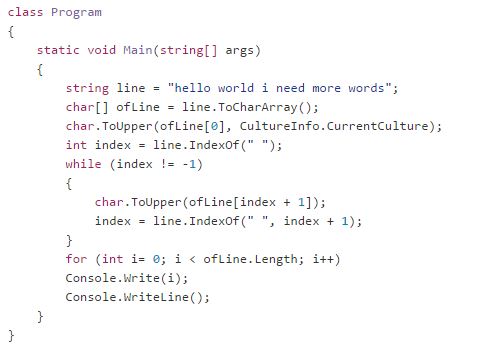 class Program
{
    static void Main(string[] args)
    {
        string line = "hello world i need more words";
        char[] ofLine = line.ToCharArray();
        char.ToUpper(ofLine[0], CultureInfo.CurrentCulture);
        int index = line.IndexOf(" ");
        while (index != -1)
        {
            char.ToUpper(ofLine[index + 1]);
            index = line.IndexOf(" ", index + 1);
        }
        for (int i= 0; i < ofLine.Length; i++)
        Console.Write(i);
        Console.WriteLine();
    }
}